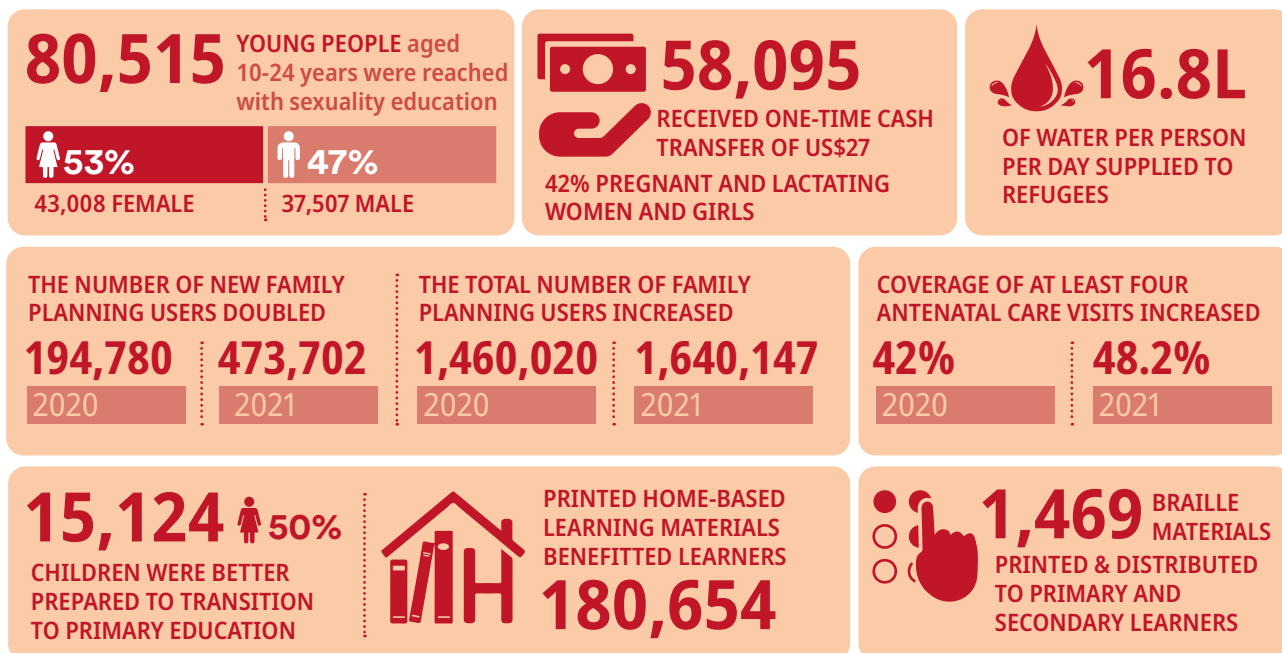 80,515
YOUNG PEOPLE aged
10-24 years were reached
with sexuality education
53%
47%
43,008 FEMALE
37,507 MALE
58,095
RECEIVED ONE-TIME CASH
TRANSFER OF US$27
42% PREGNANT AND LACTATING
WOMEN AND GIRLS
16.8L
OF WATER PER PERSON
PER DAY SUPPLIED TO
REFUGEES
THE NUMBER OF NEW FAMILY
PLANNING USERS DOUBLED
194,780
473,702
2020
2021
THE TOTAL NUMBER OF FAMILY
PLANNING USERS INCREASED
1,460,020
1,640,147
2020
2021
COVERAGE OF AT LEAST FOUR
ANTENATAL CARE VISITS INCREASED
42%
48.2%
2020
2021
15,124
50%
CHILDREN WERE BETTER
PREPARED TO TRANSITION
TO PRIMARY EDUCATION
PRINTED HOME-BASED
LEARNING MATERIALS
BENEFITTED LEARNERS
180,654
1,469
BRAILLE
MATERIALS
PRINTED & DISTRIBUTED
TO PRIMARY AND
SECONDARY LEARNERS